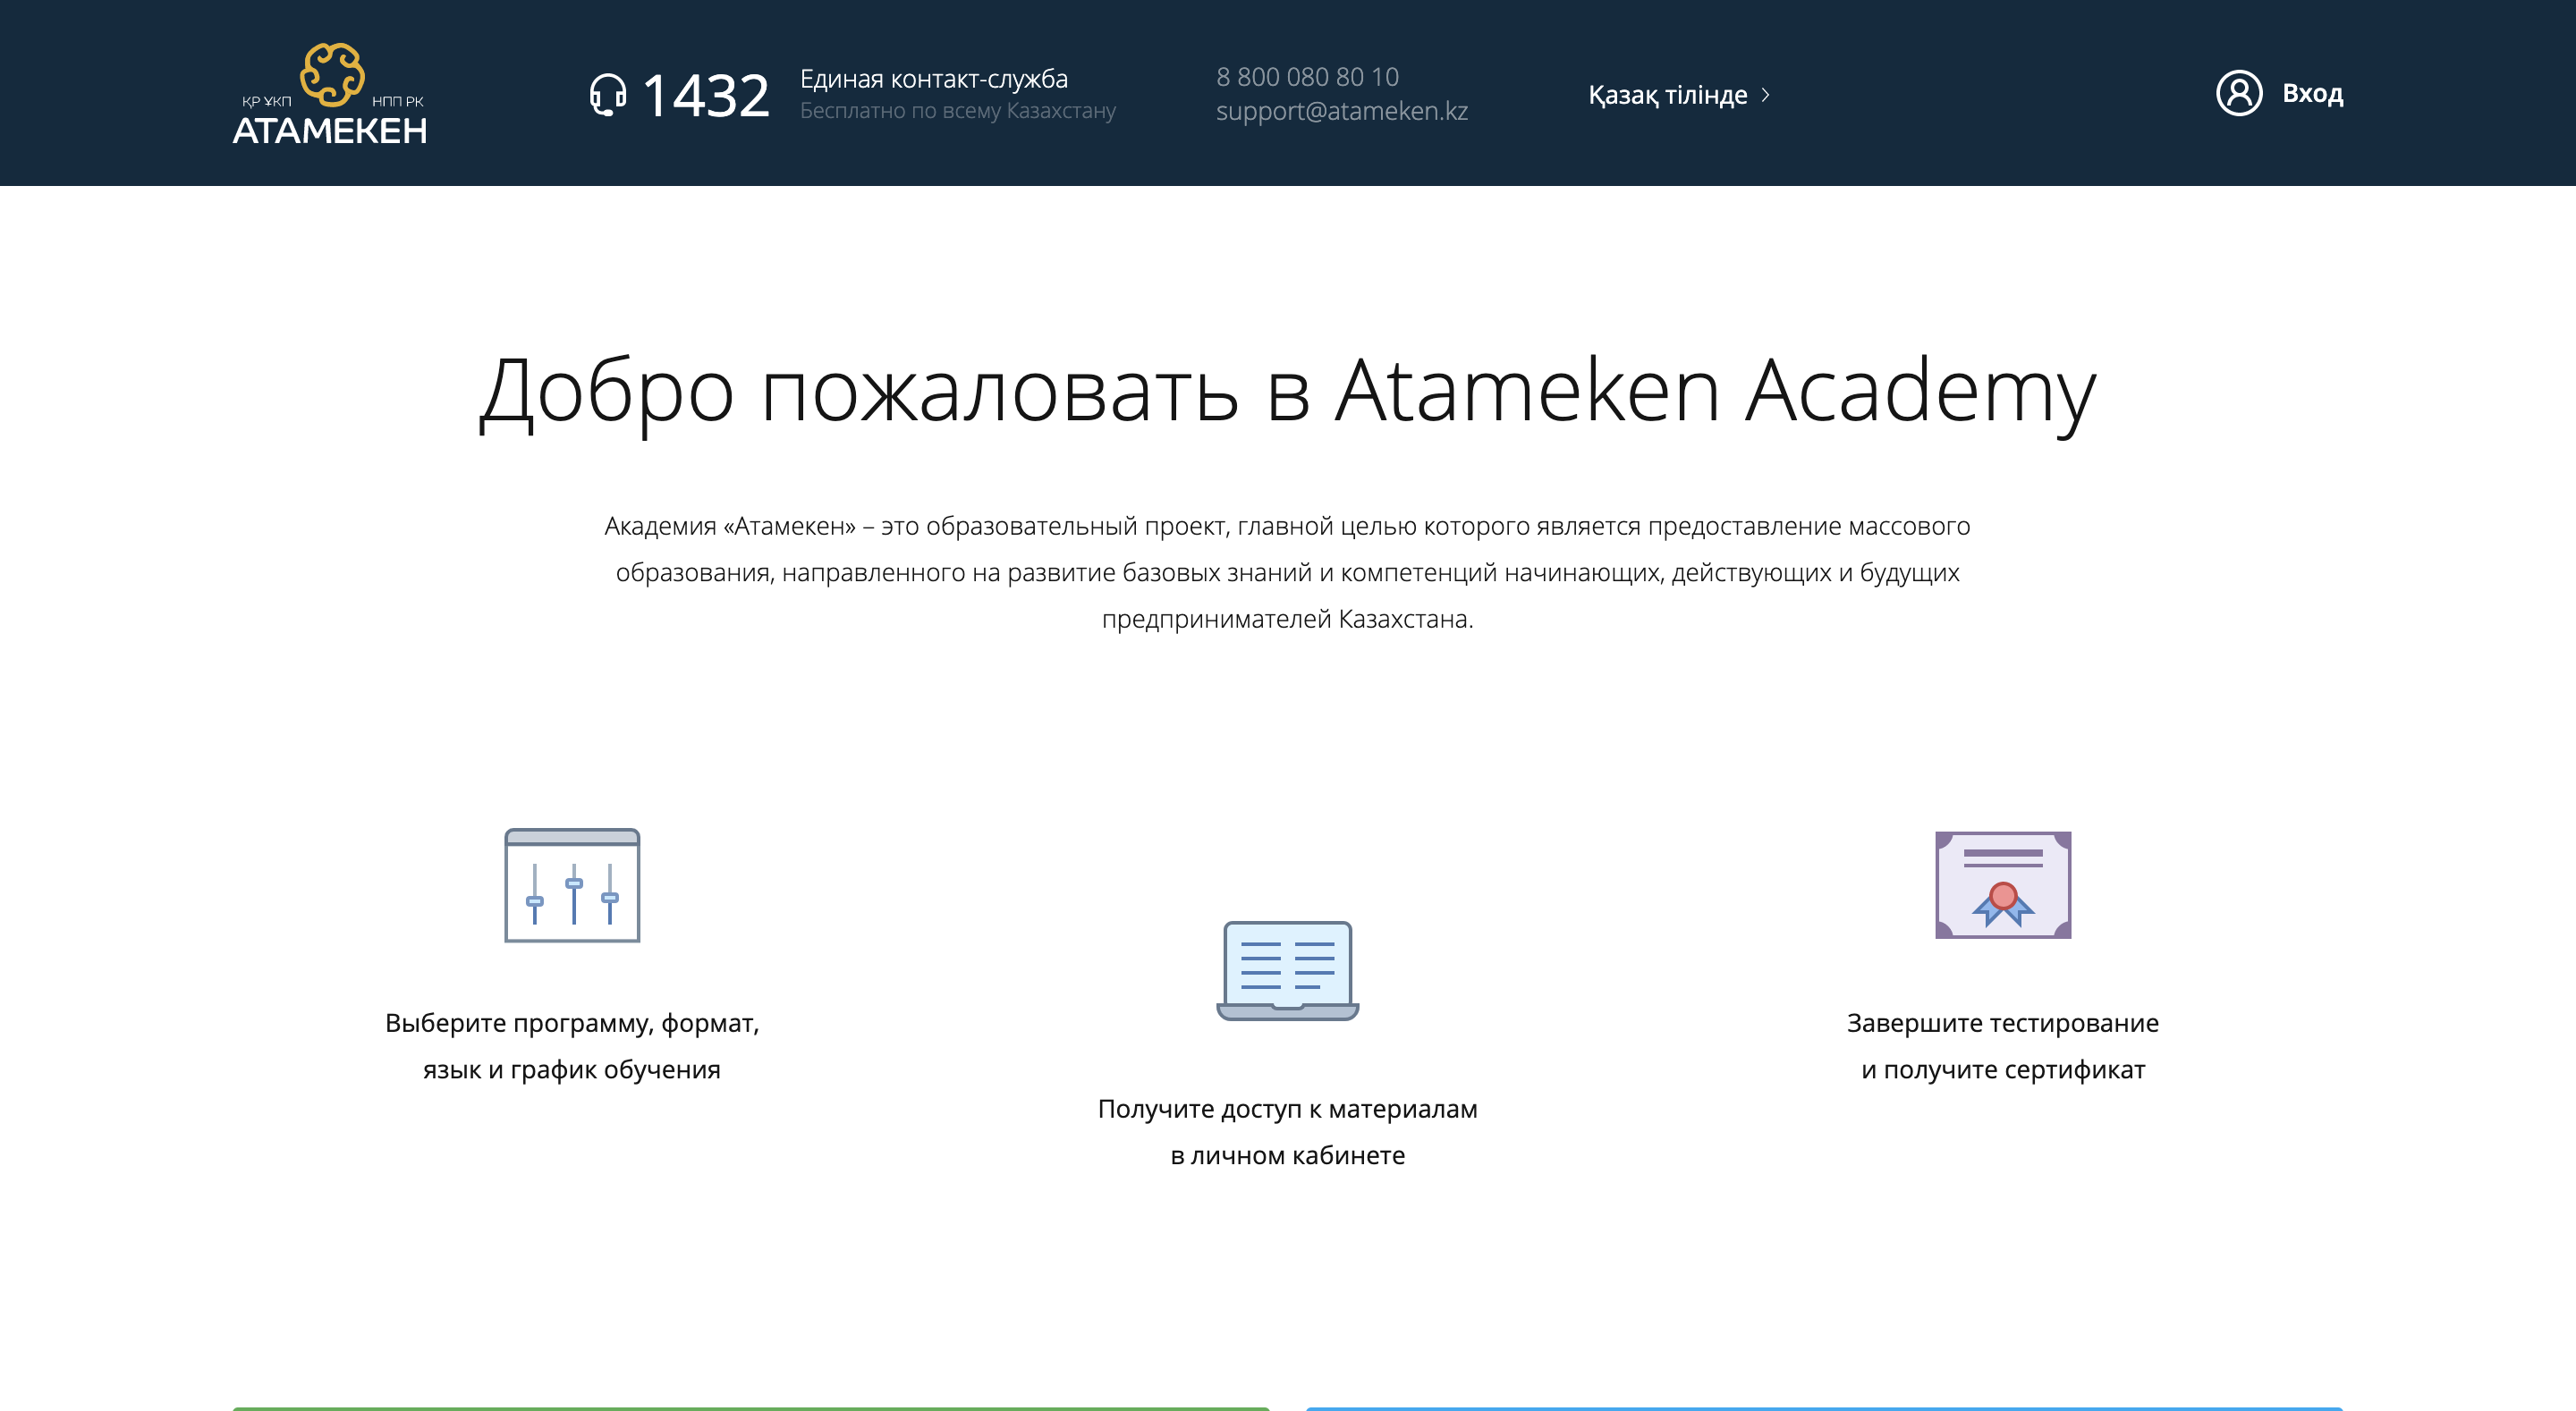 ҚР ҰКП НПП РК
АТАМЕКЕН
1432
Единая контакт-служба
Бесплатно по всему Казахстану
8 800 080 80 10
support@atameken.kz
Қазақ тілінде
Вход
Добро пожаловать в Atameken Academy
Академия «Атамекен» – это образовательный проект, главной целью которого является предоставление массового
образования, направленного на развитие базовых знаний и компетенций начинающих, действующих и будущих
предпринимателей Казахстана.
Выберите программу, формат,
язык и график обучения
Получите доступ к материалам
в личном кабинете
Завершите тестирование
и получите сертификат